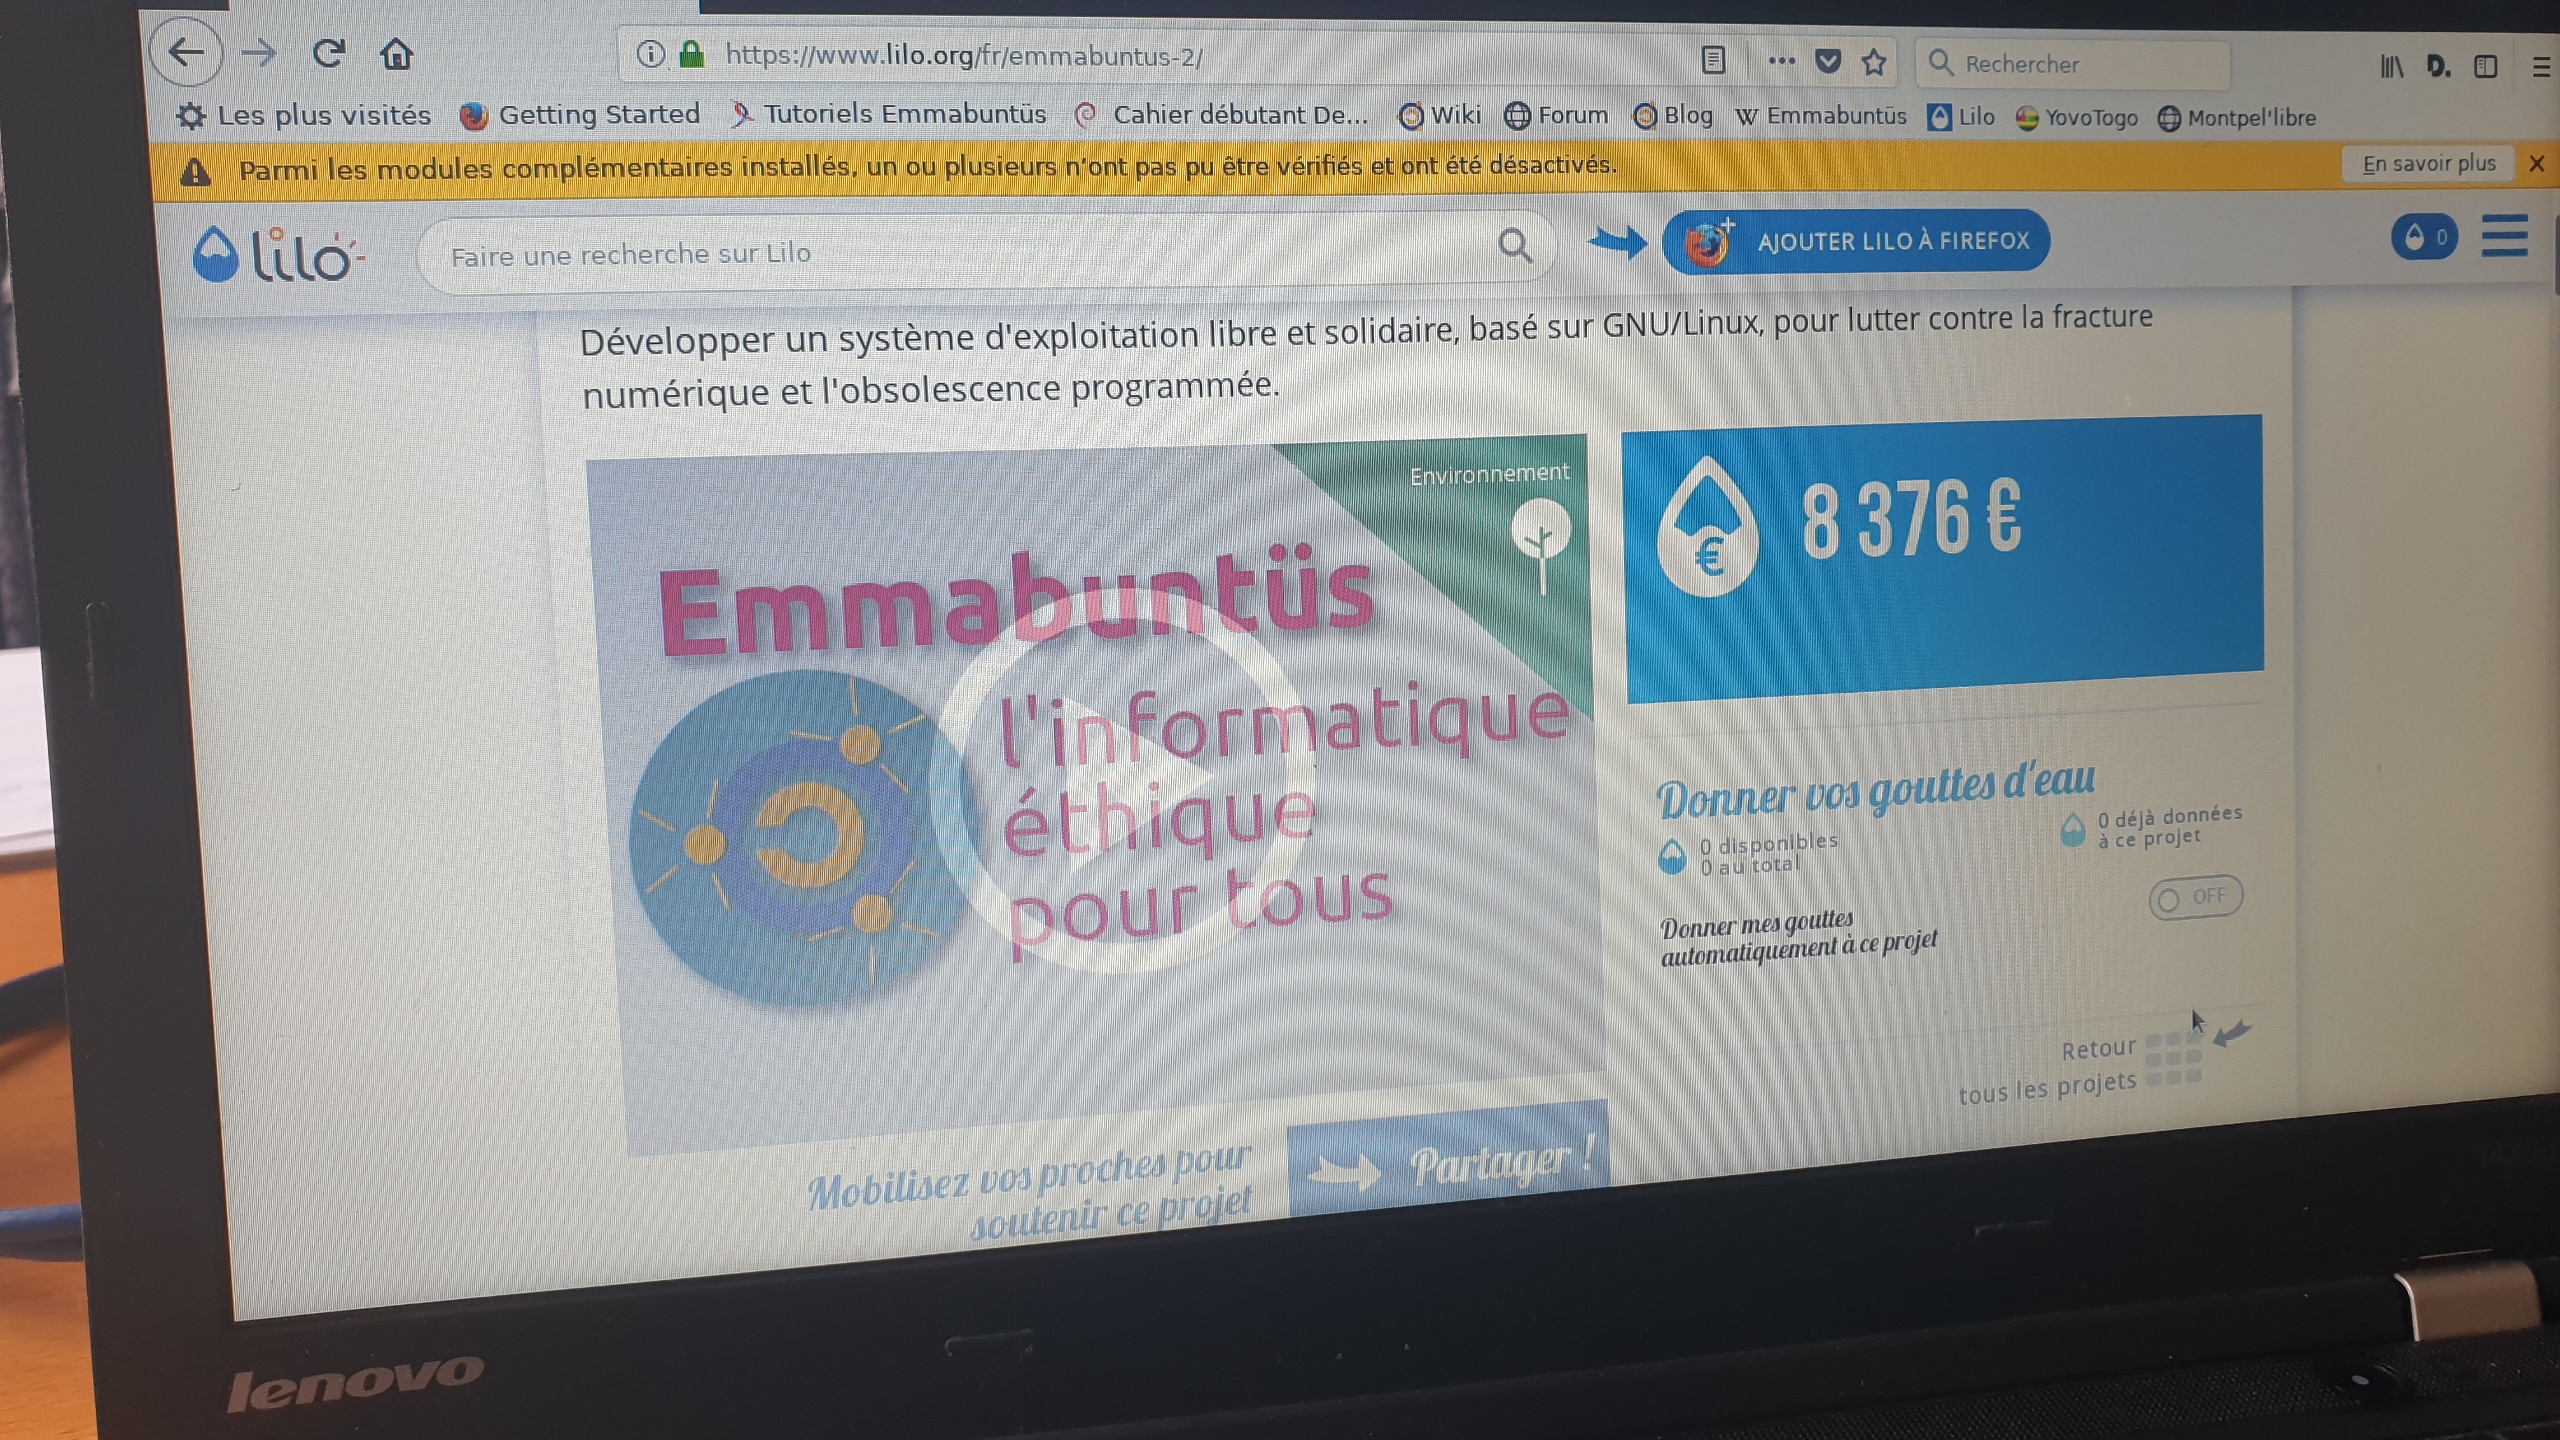 https://www.lilo.org/fr/emmabuntus-2/
Rechercher
Les plus visités Getting Started Tutoriels Emmabuntüs Cahier débutant De... Wiki Forum Blog W Emmabuntüs Lilo YovoTogo Montpel'libre
Parmi les modules complémentaires installés, un ou plusieurs n'ont pas pu être vérifiés et ont été désactivés.
En savoir plus
lilo
Faire une recherche sur Lilo
AJOUTER LILO À FIREFOX
0
Développer un système d'exploitation libre et solidaire, basé sur GNU/Linux, pour lutter contre la fracture
numérique et l'obsolescence programmée.
Environnement
Emmabuntüs
l'informatique
éthique
pour tous
€
8 376 €
Donner vos gouttes d'eau
0 disponibles
0 au total
0 déjà données
à ce projet
Donner mes gouttes
automatiquement à ce projet
OFF
Retour
tous les projets
Mobilisez vos proches pour
soutenir ce projet
Partager !
lenovo